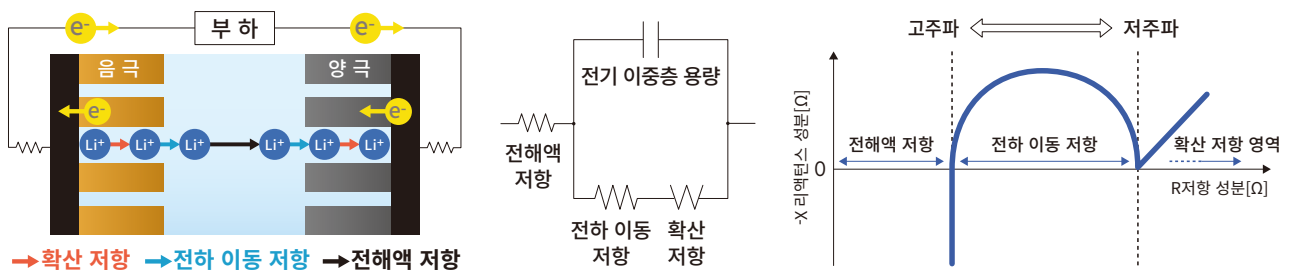 e-
부 하
e-
음 극
양 극
e-
e-
Li+
Li+
Li+
Li+
Li+
Li+
확산 저항
전하 이동 저항
전해액 저항
전기 이중층 용량
전해액
저항
전하 이동
저항
확산
저항
고주파
저주파
-X 리액턴스 성분[Ω]
전해액 저항
전하 이동 저항
확산 저항 영역
0
R저항 성분[Ω]